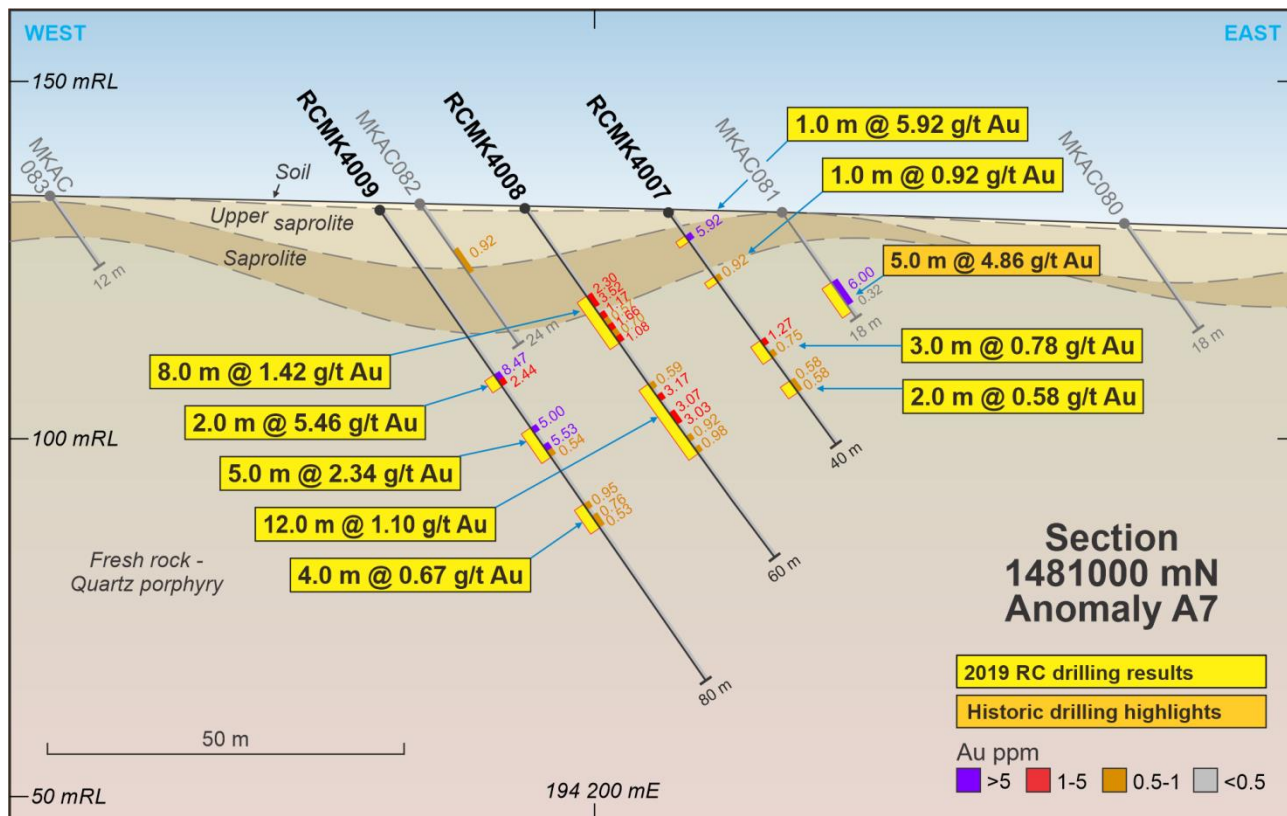 WEST
EAST
150 mRL
RCMK4009
MKAC082
RCMK4008
RCMK4007
MKAC081
MKAC080
MKAC
083
Soil
Upper saprolite
Saprolite
1.0 m @ 5.92 g/t Au
1.0 m @ 0.92 g/t Au
5.0 m @ 4.86 g/t Au
5.92
0.92
0.92
6.00
0.32
12 m
24 m
18 m
18 m
2.30
3.52
1.17
0.57
1.66
0.70
1.08
1.27
0.75
0.58
0.58
8.0 m @ 1.42 g/t Au
3.0 m @ 0.78 g/t Au
8.47
2.44
0.59
3.17
3.07
3.03
0.92
0.98
2.0 m @ 5.46 g/t Au
2.0 m @ 0.58 g/t Au
100 mRL
40 m
5.00
5.53
0.54
5.0 m @ 2.34 g/t Au
12.0 m @ 1.10 g/t Au
0.95
0.76
0.53
4.0 m @ 0.67 g/t Au
60 m
80 m
Fresh rock -
Quartz porphyry
Section
1481000 mN
Anomaly A7
2019 RC drilling results
Historic drilling highlights
Au ppm
>5
1-5
0.5-1
<0.5
50 m
50 mRL
194 200 mE